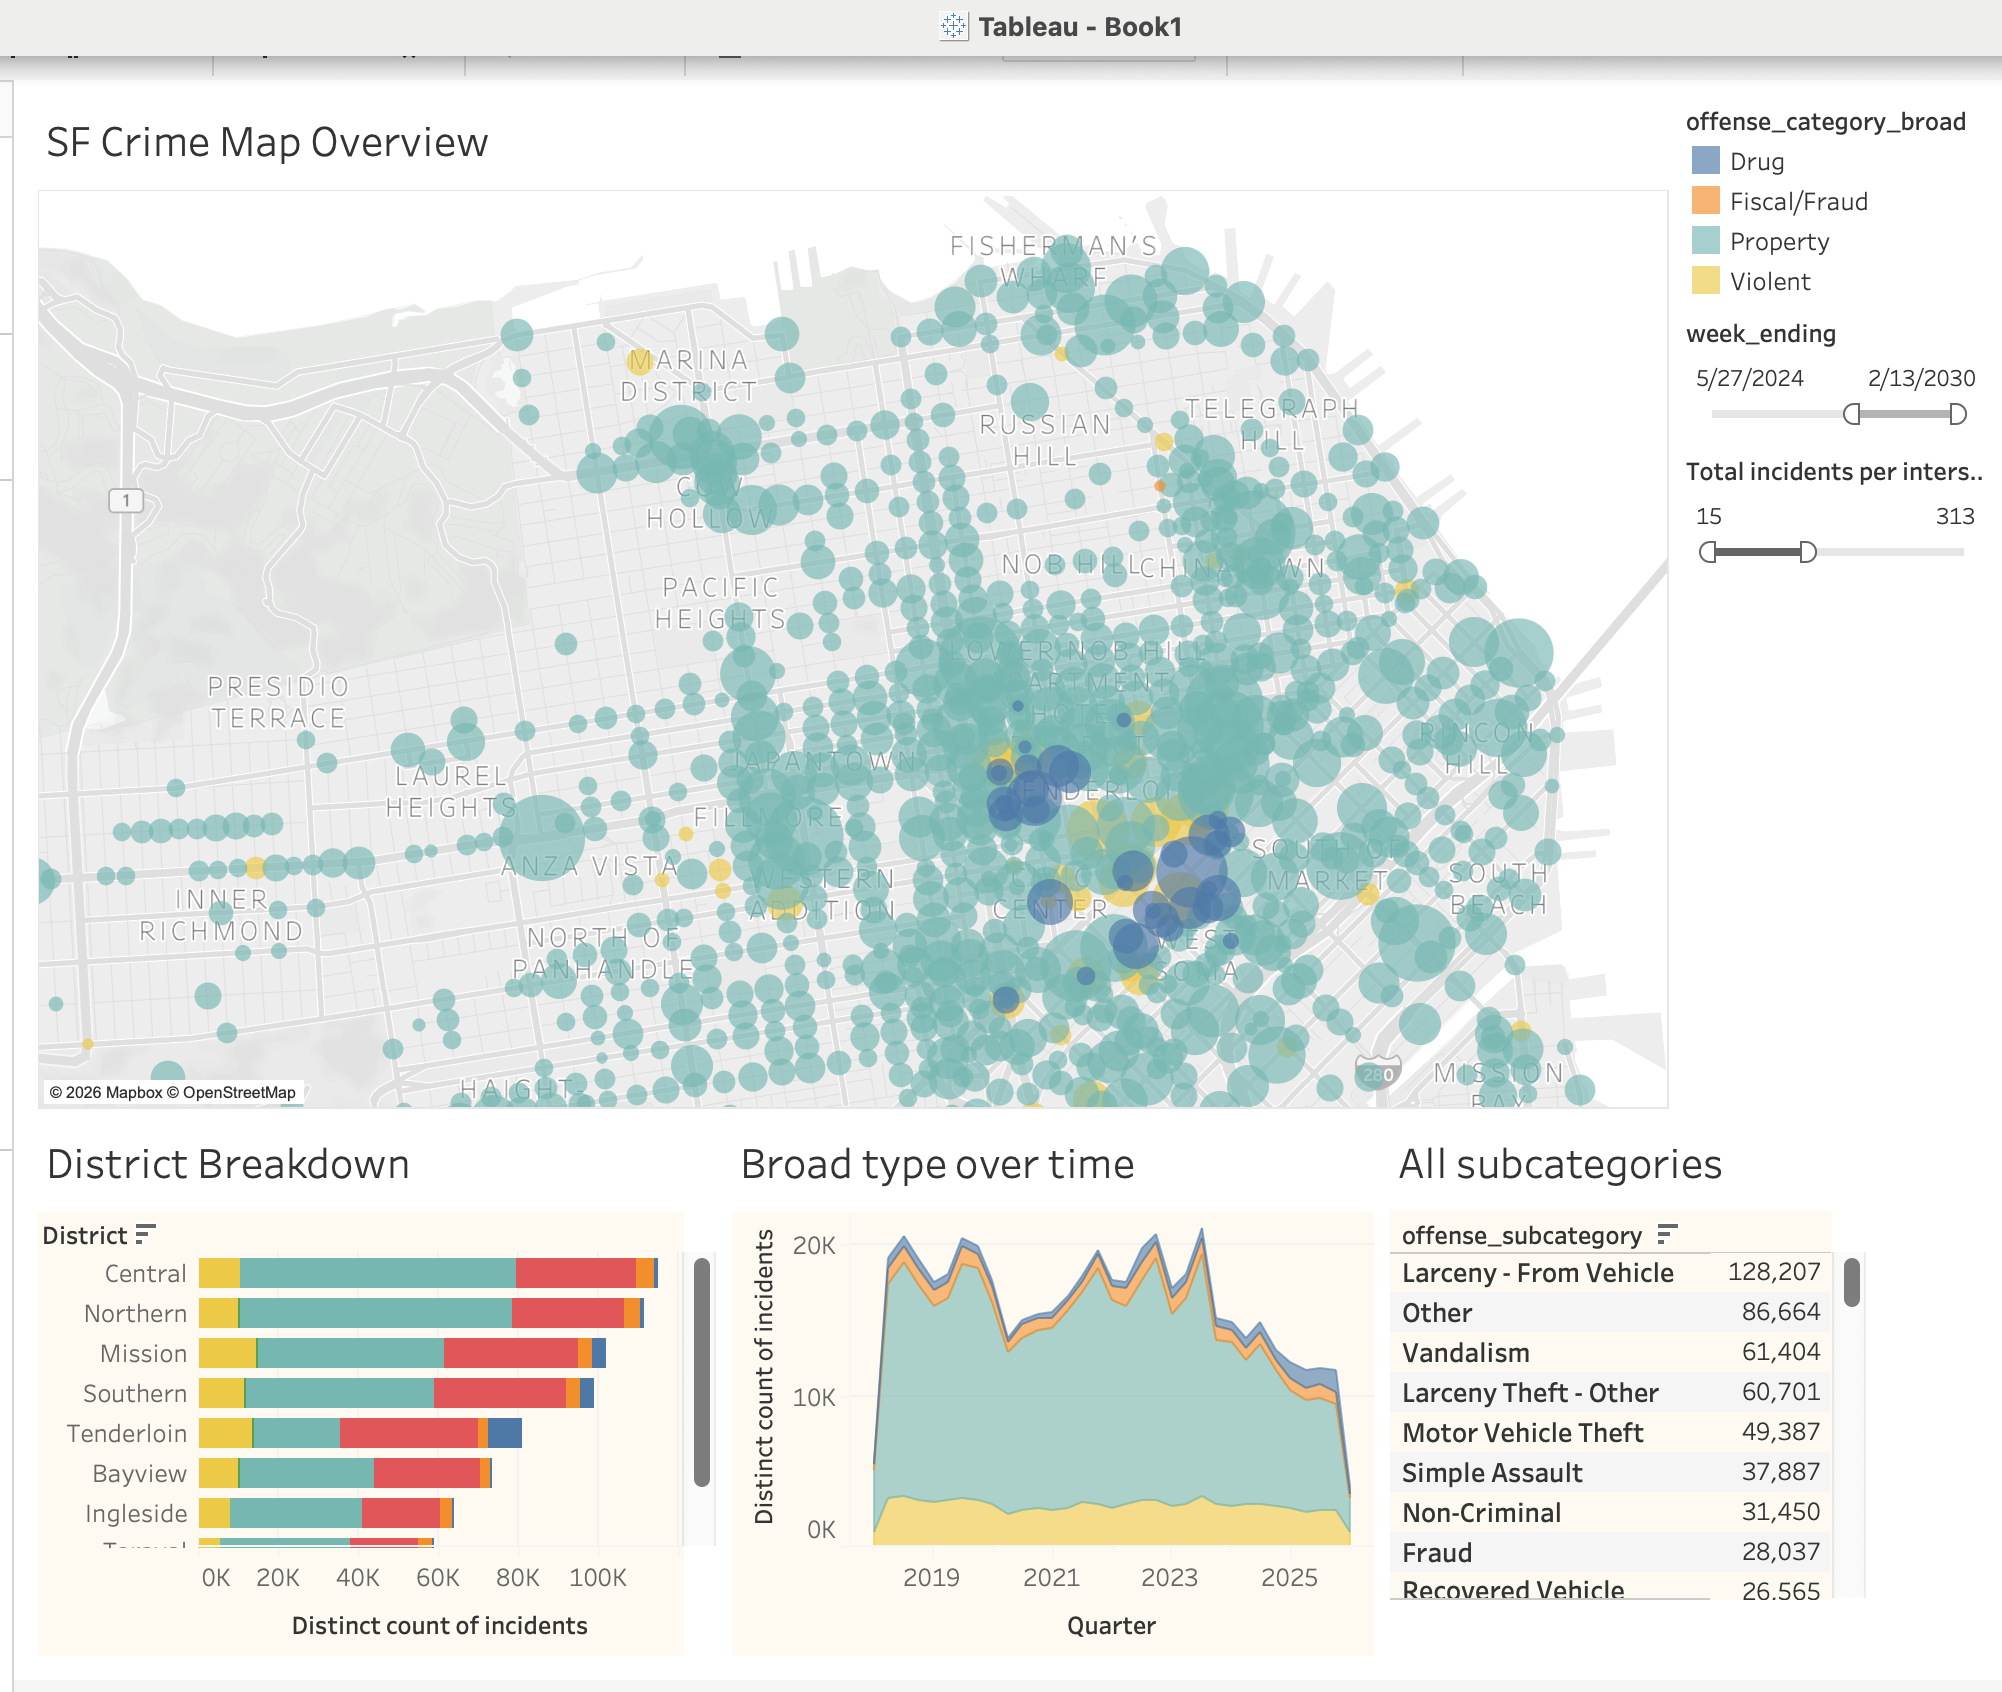 Tableau - Book1
SF Crime Map Overview
offense_category_broad
Drug
Fiscal/Fraud
Property
Violent
week_ending
5/27/2024 2/13/2030
Total incidents per inters..
15 313
FISHERMAN'S
WHARF
MARINA
DISTRICT
RUSSIAN
HILL
TELEGRAPH
HILL
1
COW
HOLLOW
NOB HILL
CHINATOWN
PACIFIC
HEIGHTS
LOWER NOB HILL
APARTMENT
HOTEL
PRESIDIO
TERRACE
JAPANTOWN
RINCON
HILL
LAUREL
HEIGHTS
TENDERLOIN
FILLMORE
ANZA VISTA
SOUTH OF
MARKET
SOUTH
BEACH
WESTERN
ADDITION
CIVIC
CENTER
INNER
RICHMOND
NORTH OF
PANHANDLE
WEST
SOMA
280
MISSION
BAY
HAIGHT-
© 2026 Mapbox © OpenStreetMap
District Breakdown
District
Central
Northern
Mission
Southern
Tenderloin
Bayview
Ingleside
Taraval
0K 20K 40K 60K 80K 100K
Distinct count of incidents
Broad type over time
Distinct count of incidents
20K
10K
0K
2019 2021 2023 2025
Quarter
All subcategories
offense_subcategory
Larceny - From Vehicle 128,207
Other 86,664
Vandalism 61,404
Larceny Theft - Other 60,701
Motor Vehicle Theft 49,387
Simple Assault 37,887
Non-Criminal 31,450
Fraud 28,037
Recovered Vehicle 26,565